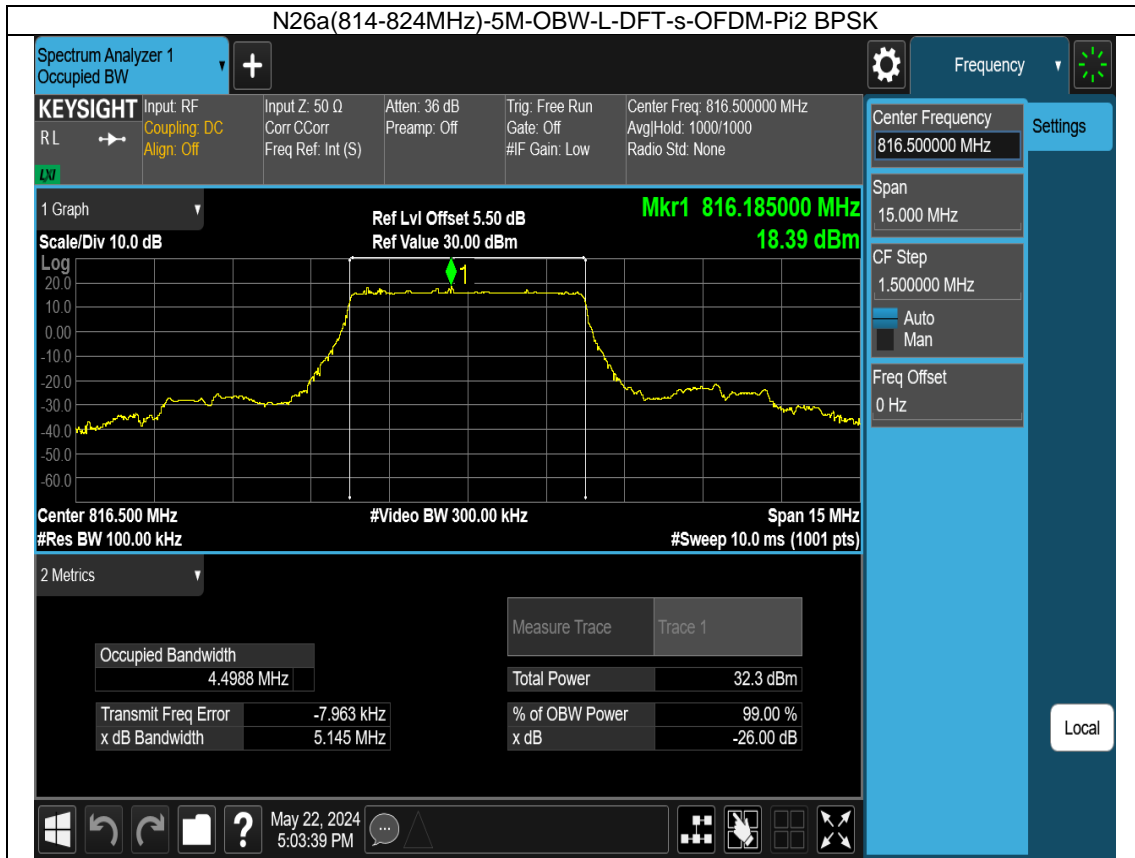 N26a(814-824MHz)-5M-OBW-L-DFT-s-OFDM-Pi2 BPSK
Spectrum Analyzer 1
Occupied BW
+
Frequency
KEYSIGHT
R L
LXI
Input: RF
Coupling: DC
Align: Off
Input Z: 50 Ω
Corr CCorr
Freq Ref: Int (S)
Atten: 36 dB
Preamp: Off
Trig: Free Run
Gate: Off
#IF Gain: Low
Center Freq: 816.500000 MHz
Avg|Hold: 1000/1000
Radio Std: None
Center Frequency
816.500000 MHz
Settings
Span
15.000 MHz
CF Step
1.500000 MHz
Auto
Man
Freq Offset
0 Hz
Local
1 Graph
Scale/Div 10.0 dB
Ref Lvl Offset 5.50 dB
Ref Value 30.00 dBm
Mkr1 816.185000 MHz
18.39 dBm
Log
1
20.0
10.0
0.00
-10.0
-20.0
-30.0
-40.0
-50.0
-60.0
Center 816.500 MHz
#Video BW 300.00 kHz
Span 15 MHz
#Res BW 100.00 kHz
#Sweep 10.0 ms (1001 pts)
2 Metrics
Measure Trace
Trace 1
Occupied Bandwidth
4.4988 MHz
Total Power
32.3 dBm
Transmit Freq Error
-7.963 kHz
% of OBW Power
99.00 %
x dB Bandwidth
5.145 MHz
x dB
-26.00 dB
?
May 22, 2024
5:03:39 PM